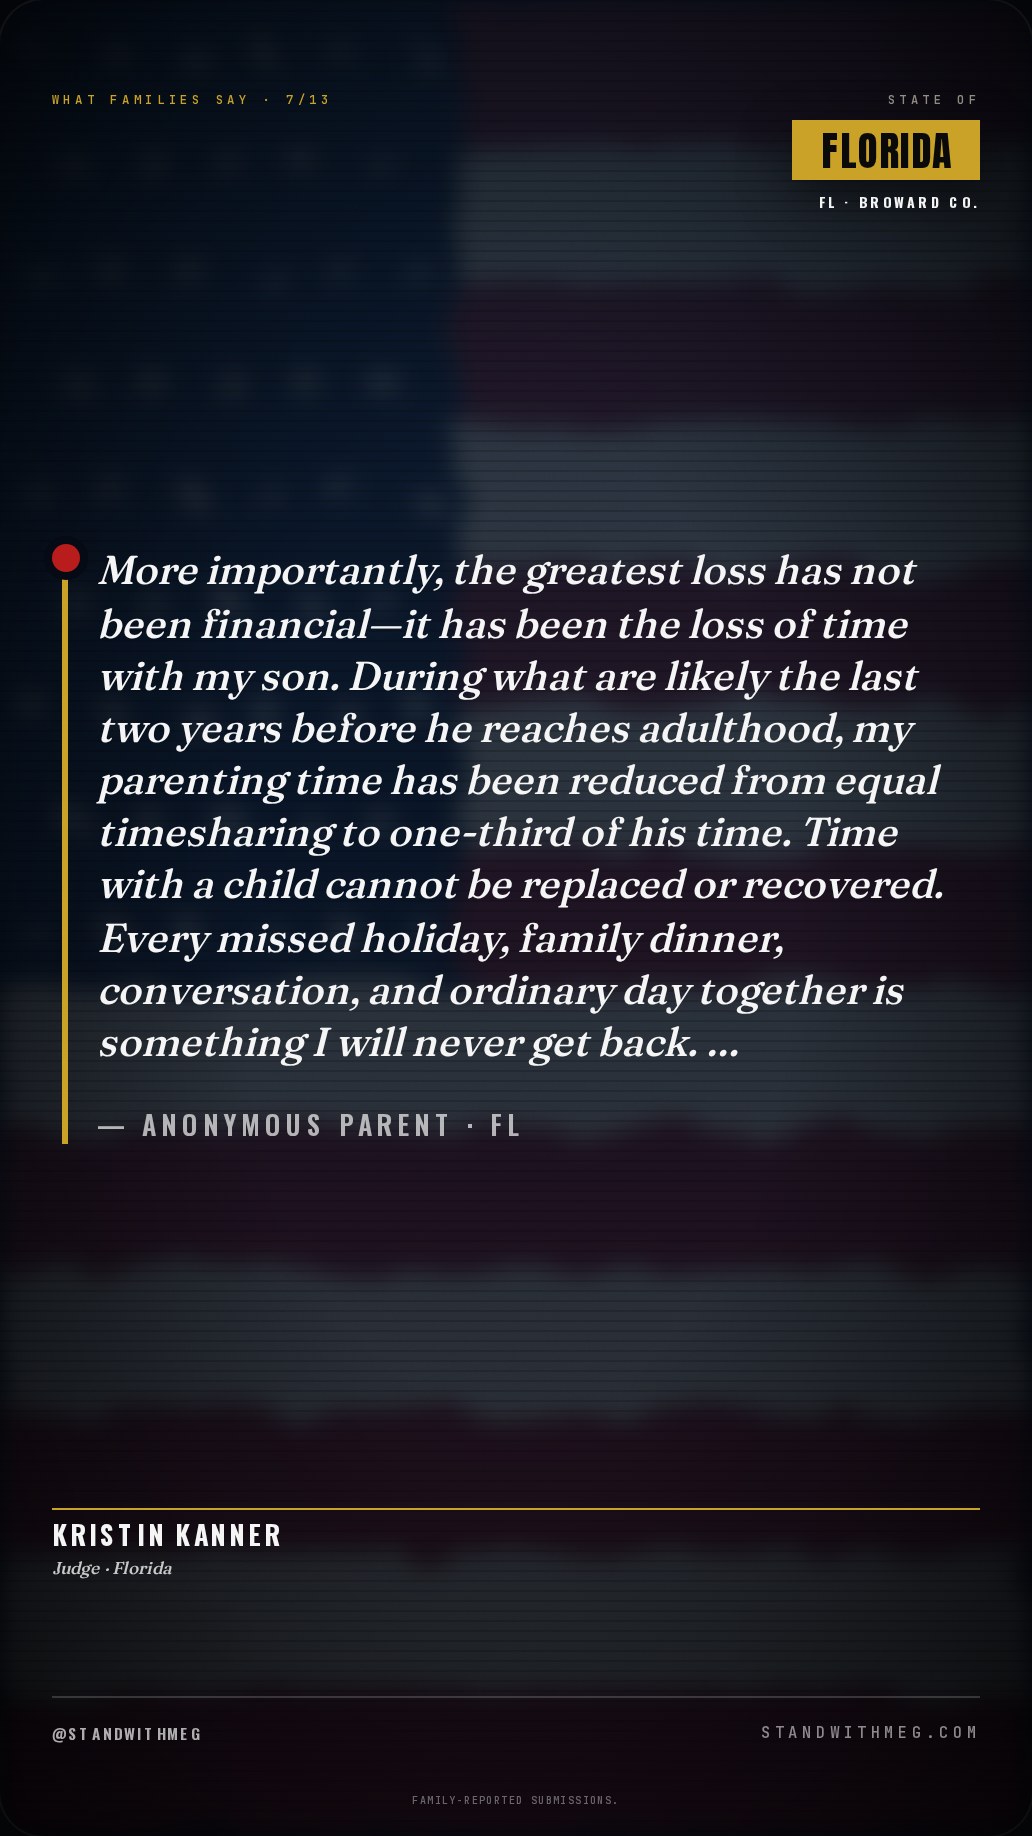 WHAT FAMILIES SAY · 7/13
STATE OF
FLORIDA
FL · BROWARD CO.
More importantly, the greatest loss has not
been financial—it has been the loss of time
with my son. During what are likely the last
two years before he reaches adulthood, my
parenting time has been reduced from equal
timesharing to one-third of his time. Time
with a child cannot be replaced or recovered.
Every missed holiday, family dinner,
conversation, and ordinary day together is
something I will never get back. ...
— ANONYMOUS PARENT · FL
KRISTIN KANNER
Judge · Florida
@STANDWITHMEG
STANDWITHMEG.COM
FAMILY-REPORTED SUBMISSIONS.